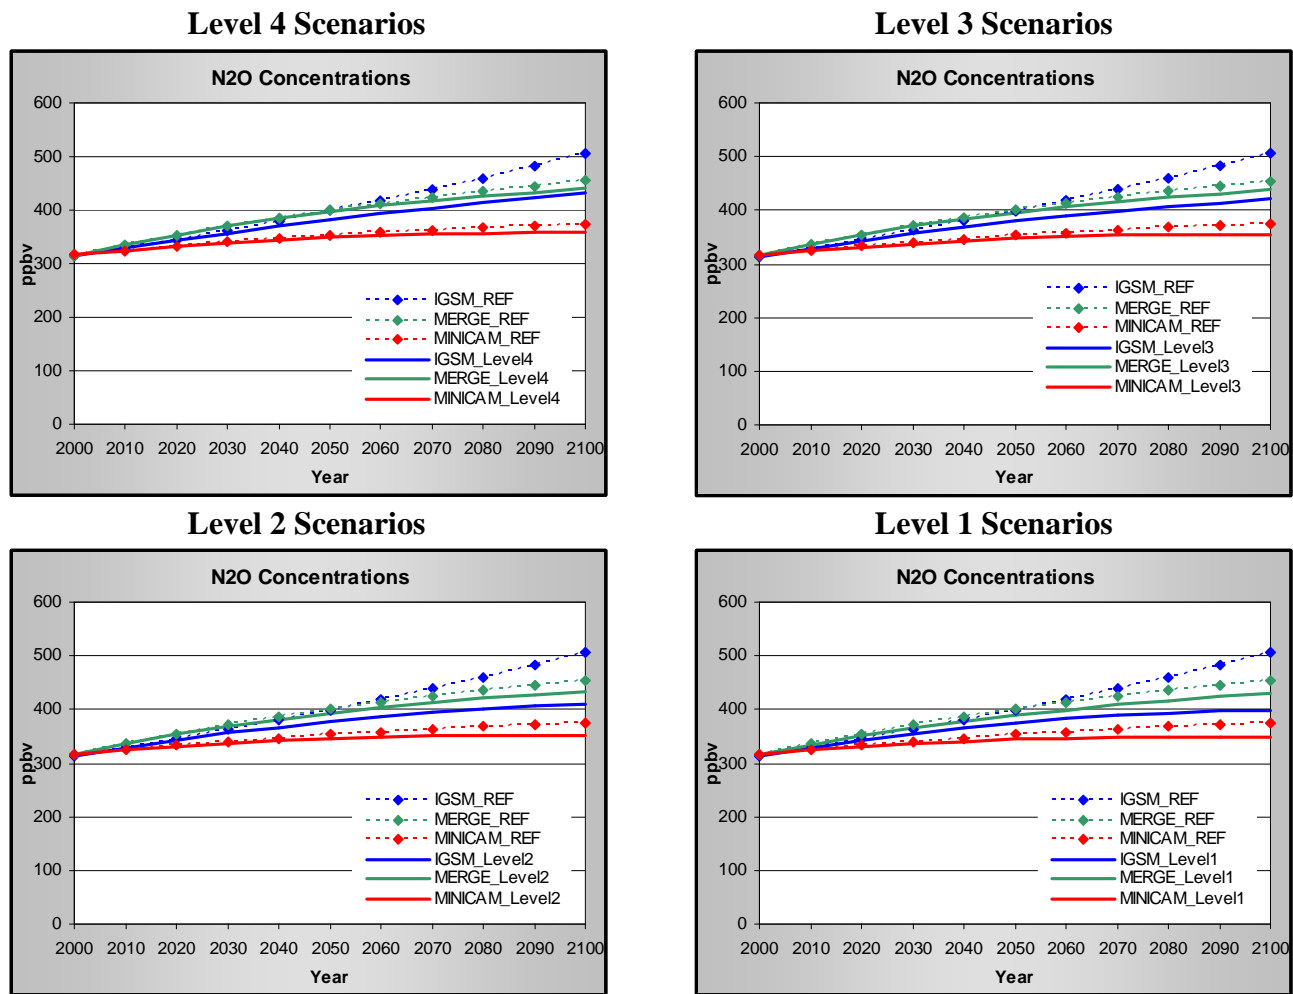 Level 4 Scenarios
N2O Concentrations
600
500
400
300
200
100
0
ppbv
IGSM_REF
MERGE_REF
MINICAM_REF
IGSM_Level4
MERGE_Level4
MINICAM_Level4
2000 2010 2020 2030 2040 2050 2060 2070 2080 2090 2100
Year
Level 3 Scenarios
N2O Concentrations
600
500
400
300
200
100
0
ppbv
IGSM_REF
MERGE_REF
MINICAM_REF
IGSM_Level3
MERGE_Level3
MINICAM_Level3
2000 2010 2020 2030 2040 2050 2060 2070 2080 2090 2100
Year
Level 2 Scenarios
N2O Concentrations
600
500
400
300
200
100
0
ppbv
IGSM_REF
MERGE_REF
MINICAM_REF
IGSM_Level2
MERGE_Level2
MINICAM_Level2
2000 2010 2020 2030 2040 2050 2060 2070 2080 2090 2100
Year
Level 1 Scenarios
N2O Concentrations
600
500
400
300
200
100
0
ppbv
IGSM_REF
MERGE_REF
MINICAM_REF
IGSM_Level1
MERGE_Level1
MINICAM_Level1
2000 2010 2020 2030 2040 2050 2060 2070 2080 2090 2100
Year